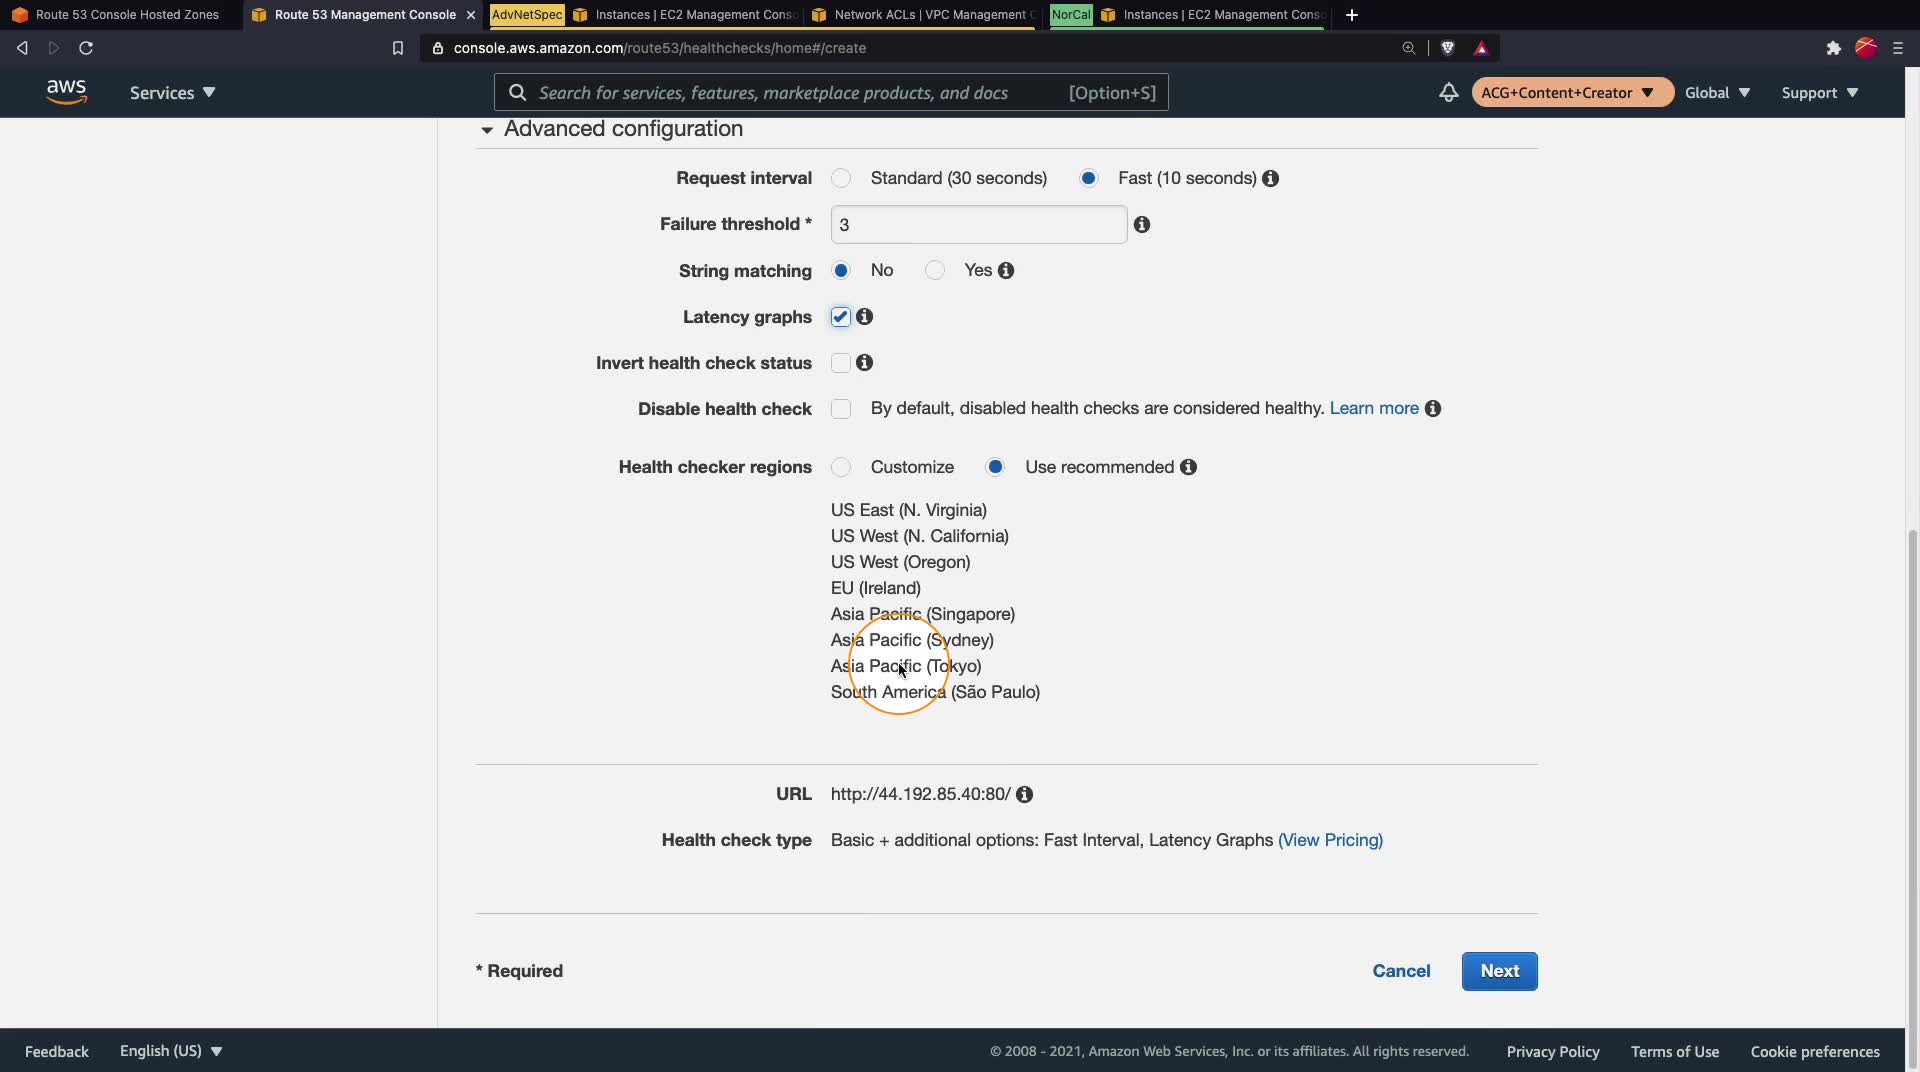 Route 53 Console Hosted Zones
Route 53 Management Console
AdvNetSpec
Instances | EC2 Management Conso
Network ACLs | VPC Management C
NorCal
Instances | EC2 Management Conso
console.aws.amazon.com/route53/healthchecks/home#/create
aws
Services
Search for services, features, marketplace products, and docs
[Option+S]
ACG+Content+Creator
Global
Support
Advanced configuration
Request interval Standard (30 seconds) Fast (10 seconds)
Failure threshold * 3
String matching No Yes
Latency graphs
Invert health check status
Disable health check By default, disabled health checks are considered healthy. Learn more
Health checker regions Customize Use recommended
US East (N. Virginia)
US West (N. California)
US West (Oregon)
EU (Ireland)
Asia Pacific (Singapore)
Asia Pacific (Sydney)
Asia Pacific (Tokyo)
South America (São Paulo)
URL http://44.192.85.40:80/
Health check type Basic + additional options: Fast Interval, Latency Graphs (View Pricing)
* Required
Cancel
Next
Feedback
English (US)
© 2008 - 2021, Amazon Web Services, Inc. or its affiliates. All rights reserved.
Privacy Policy
Terms of Use
Cookie preferences